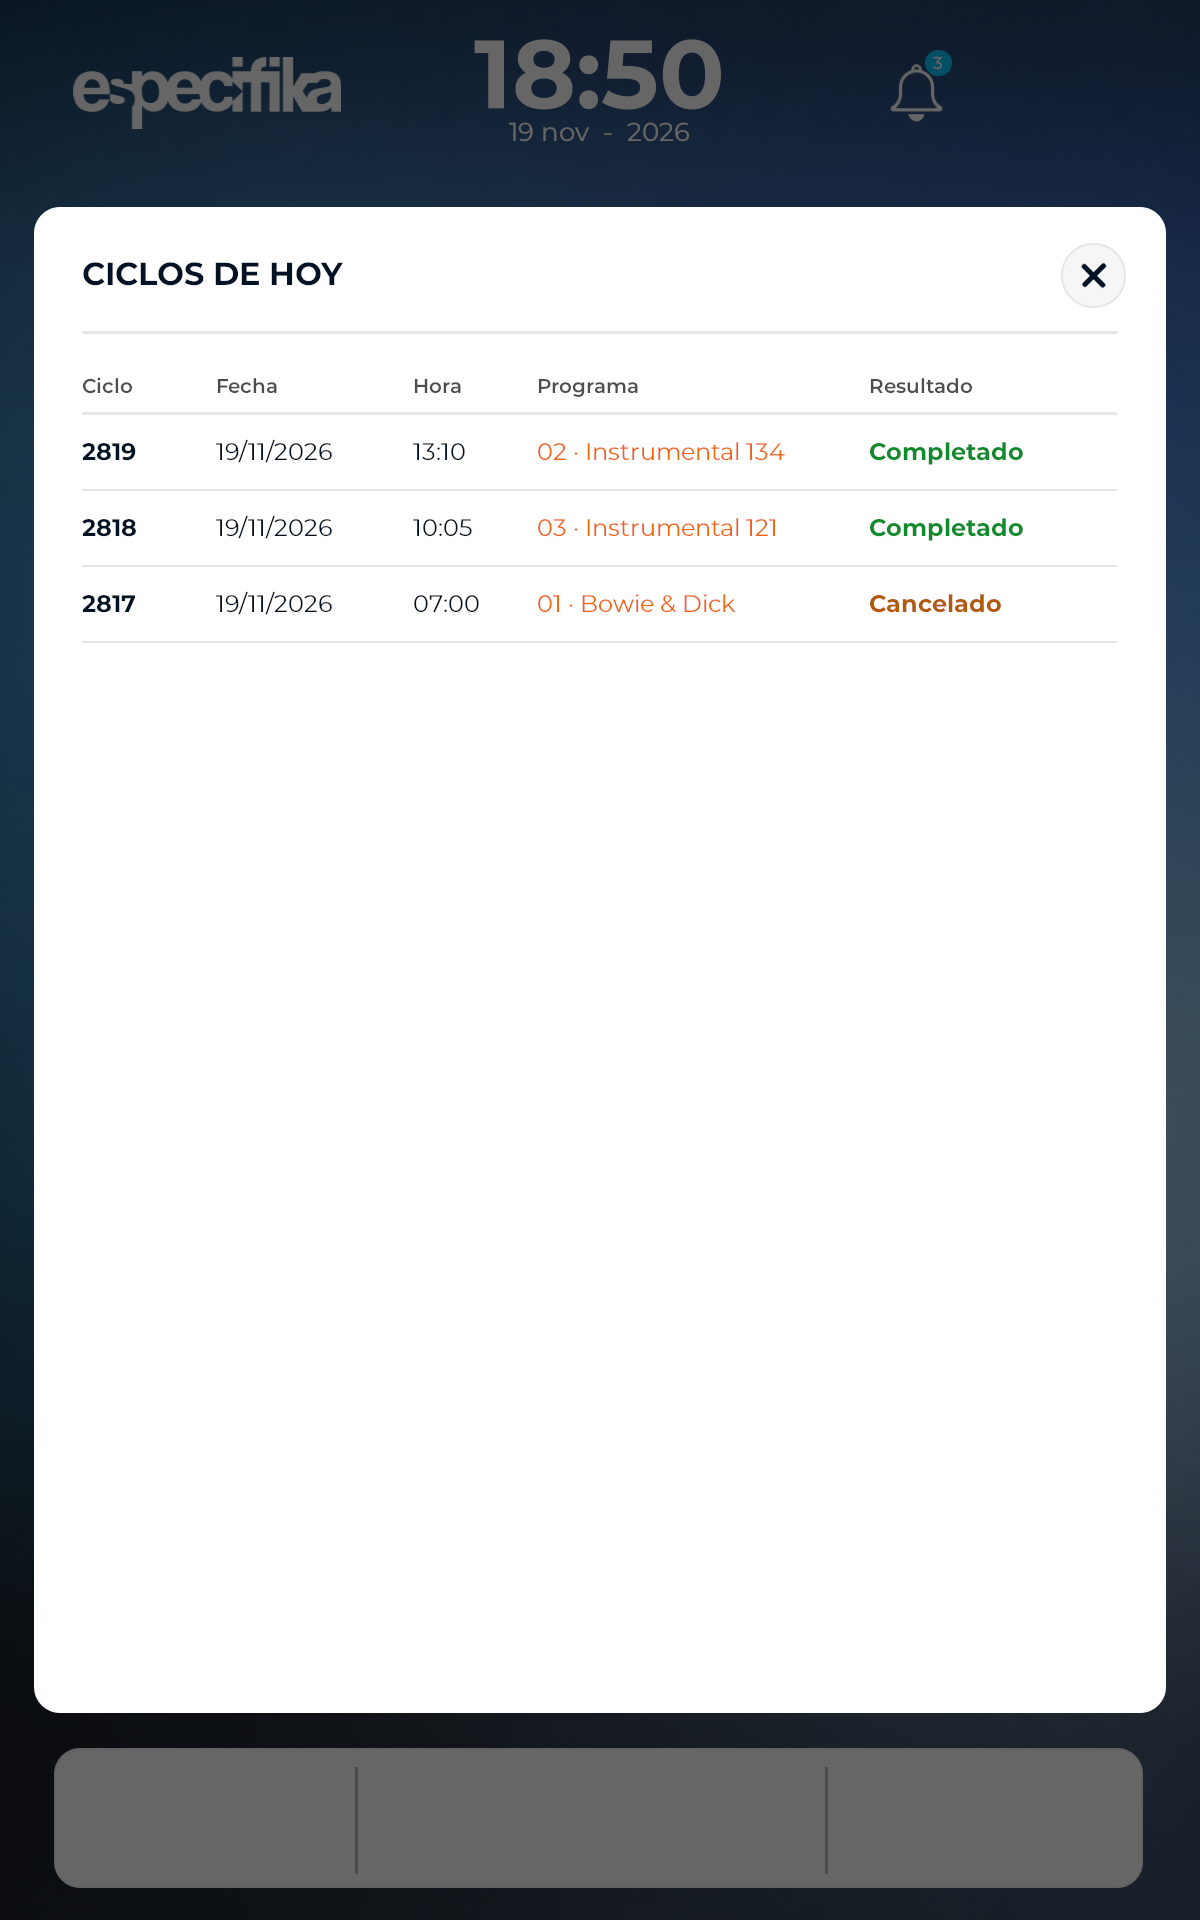 especifika
18:50
3
19 nov - 2026
CICLOS DE HOY
Ciclo Fecha Hora Programa Resultado
2819 19/11/2026 13:10 02 · Instrumental 134 Completado
2818 19/11/2026 10:05 03 · Instrumental 121 Completado
2817 19/11/2026 07:00 01 · Bowie & Dick Cancelado